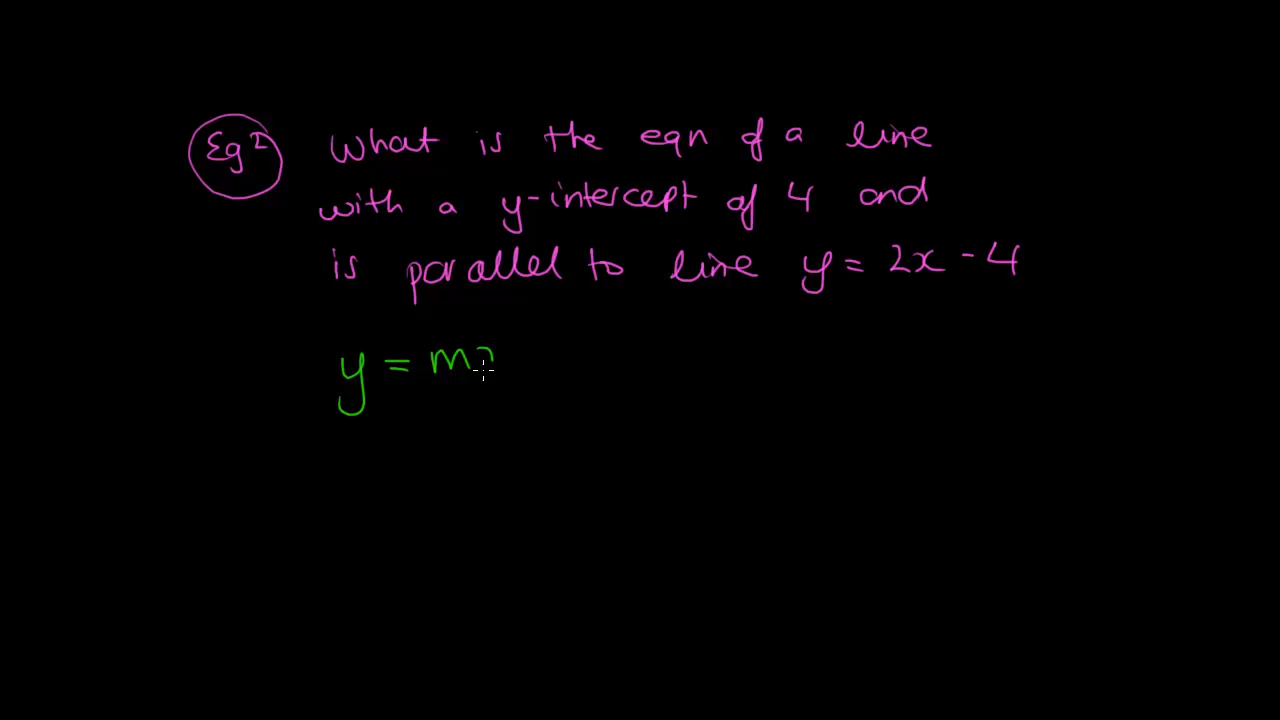 Eg 2 What is the eqn of a line
with a y-intercept of 4 and
is parallel to line y = 2x - 4
y = m